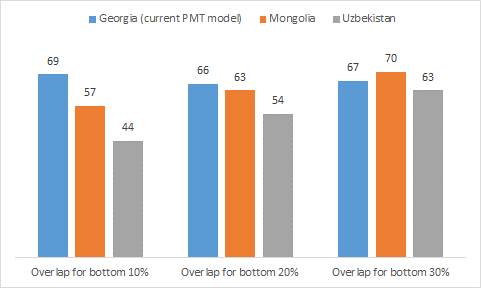 Georgia (current PMT model) Mongolia Uzbekistan
69 57 44 66 63 54 67 70 63
Overlap for bottom 10% Overlap for bottom 20% Overlap for bottom 30%